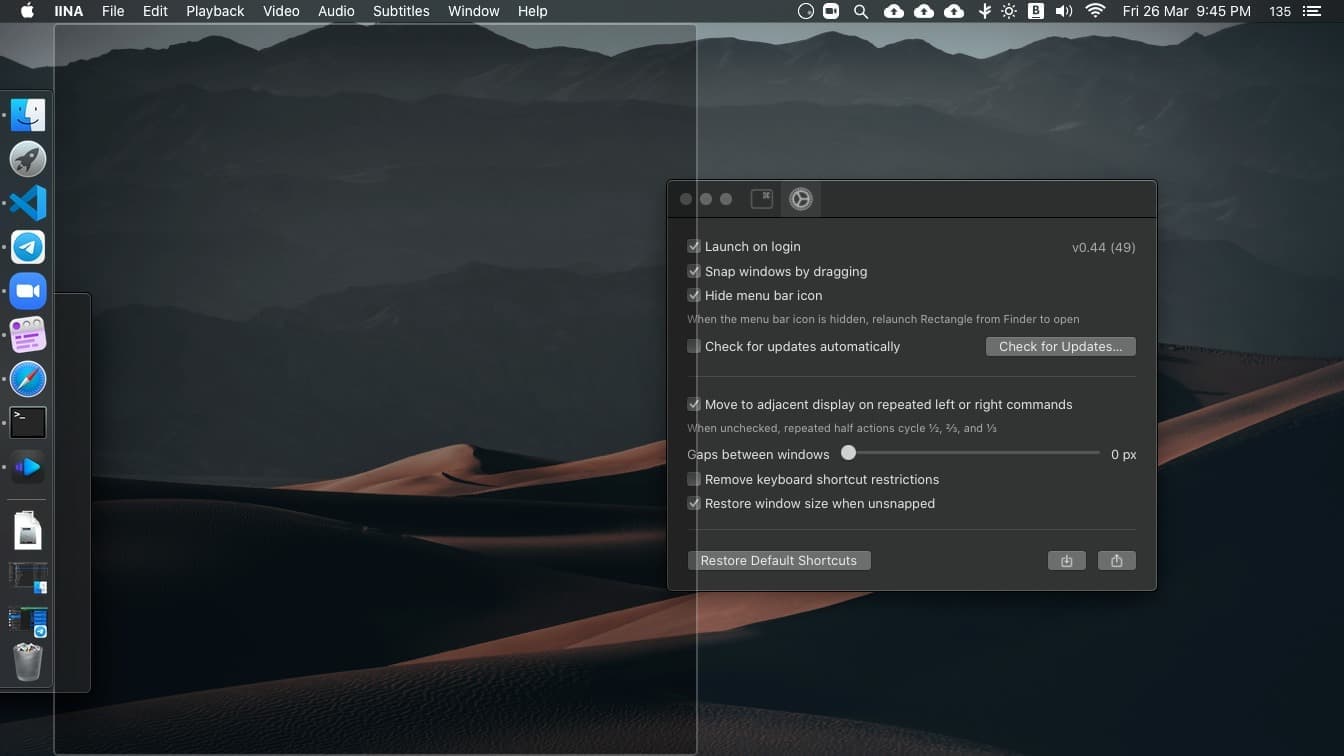 IINA File Edit Playback Video Audio Subtitles Window Help B Fri 26 Mar 9:45 PM 135
>_
⌘
Launch on login v0.44 (49)
Snap windows by dragging
Hide menu bar icon
When the menu bar icon is hidden, relaunch Rectangle from Finder to open
Check for updates automatically Check for Updates...
Move to adjacent display on repeated left or right commands
When unchecked, repeated half actions cycle ½, ⅔, and ⅓
Gaps between windows 0 px
Remove keyboard shortcut restrictions
Restore window size when unsnapped
Restore Default Shortcuts